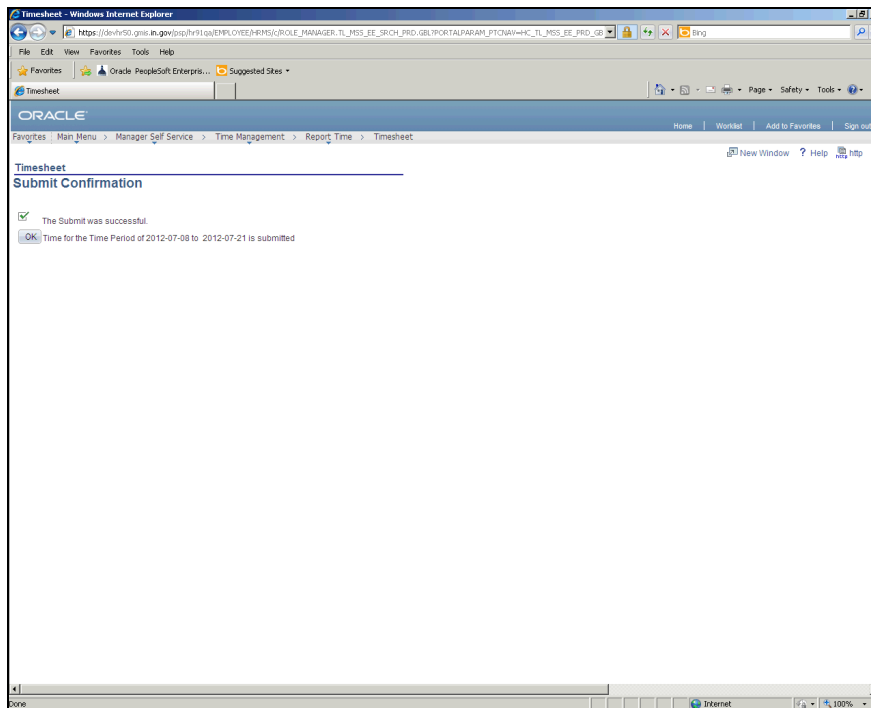 Timesheet - Windows Internet Explorer
https://devhr50.gmis.in.gov/psp/hr91qa/EMPLOYEE/HRMS/c/ROLE_MANAGER.TL_MSS_EE_SRCH_PRD.GBL?PORTALPARAM_PTCNAV=HC_TL_MSS_EE_PRD_GB
Bing
File Edit View Favorites Tools Help
Favorites Oracle PeopleSoft Enterpris... Suggested Sites
Timesheet Page Safety Tools
ORACLE
Home | Worklist | Add to Favorites | Sign out
Favorites | Main Menu > Manager Self Service > Time Management > Report Time > Timesheet
New Window ? Help http
Timesheet
Submit Confirmation
The Submit was successful.
OK Time for the Time Period of 2012-07-08 to 2012-07-21 is submitted
Done Internet 100%